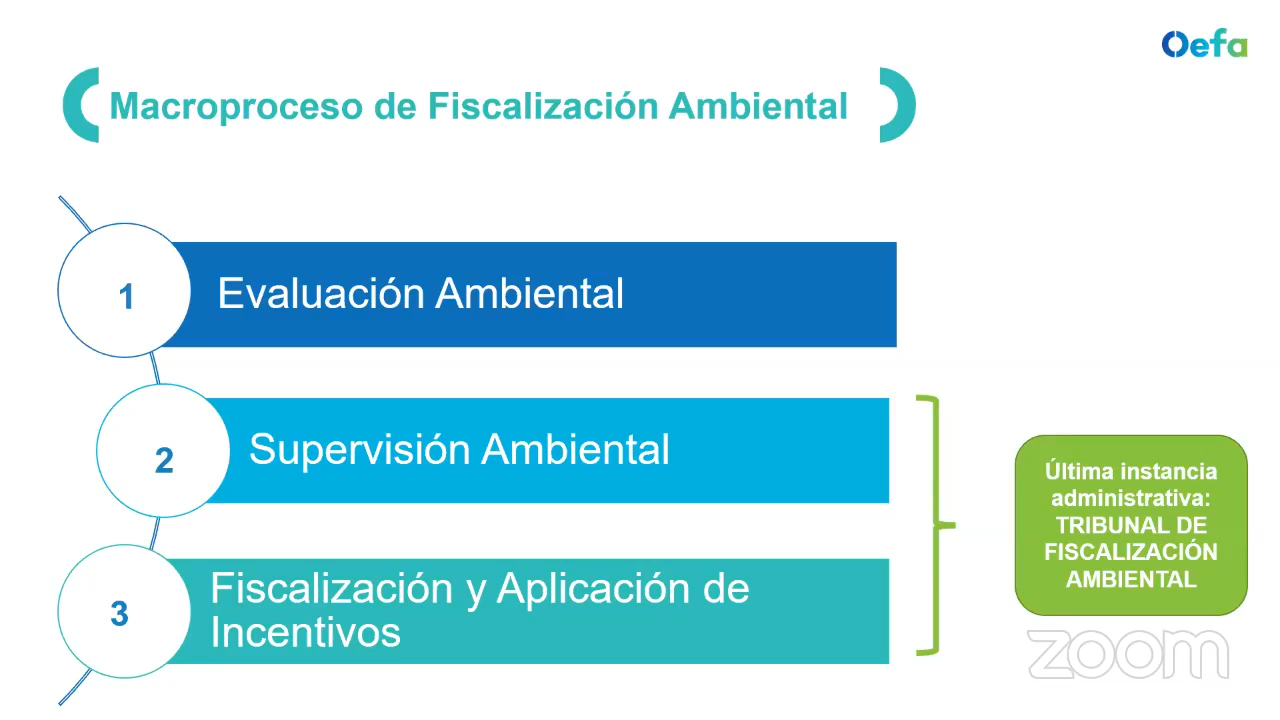 Oefa
Macroproceso de Fiscalización Ambiental
1
Evaluación Ambiental
2
Supervisión Ambiental
3
Fiscalización y Aplicación de
Incentivos
Última instancia
administrativa:
TRIBUNAL DE
FISCALIZACIÓN
AMBIENTAL
zoom